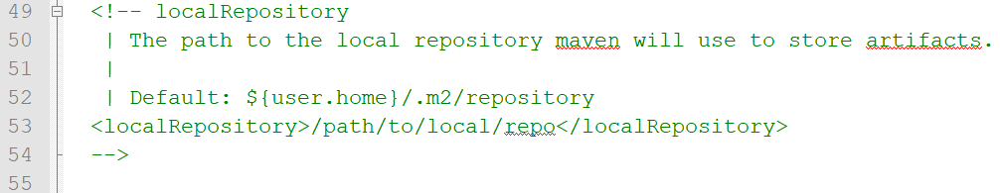 49 <!-- localRepository
50 | The path to the local repository maven will use to store artifacts.
51 |
52 | Default: ${user.home}/.m2/repository
53 <localRepository>/path/to/local/repo</localRepository>
54 -->
55